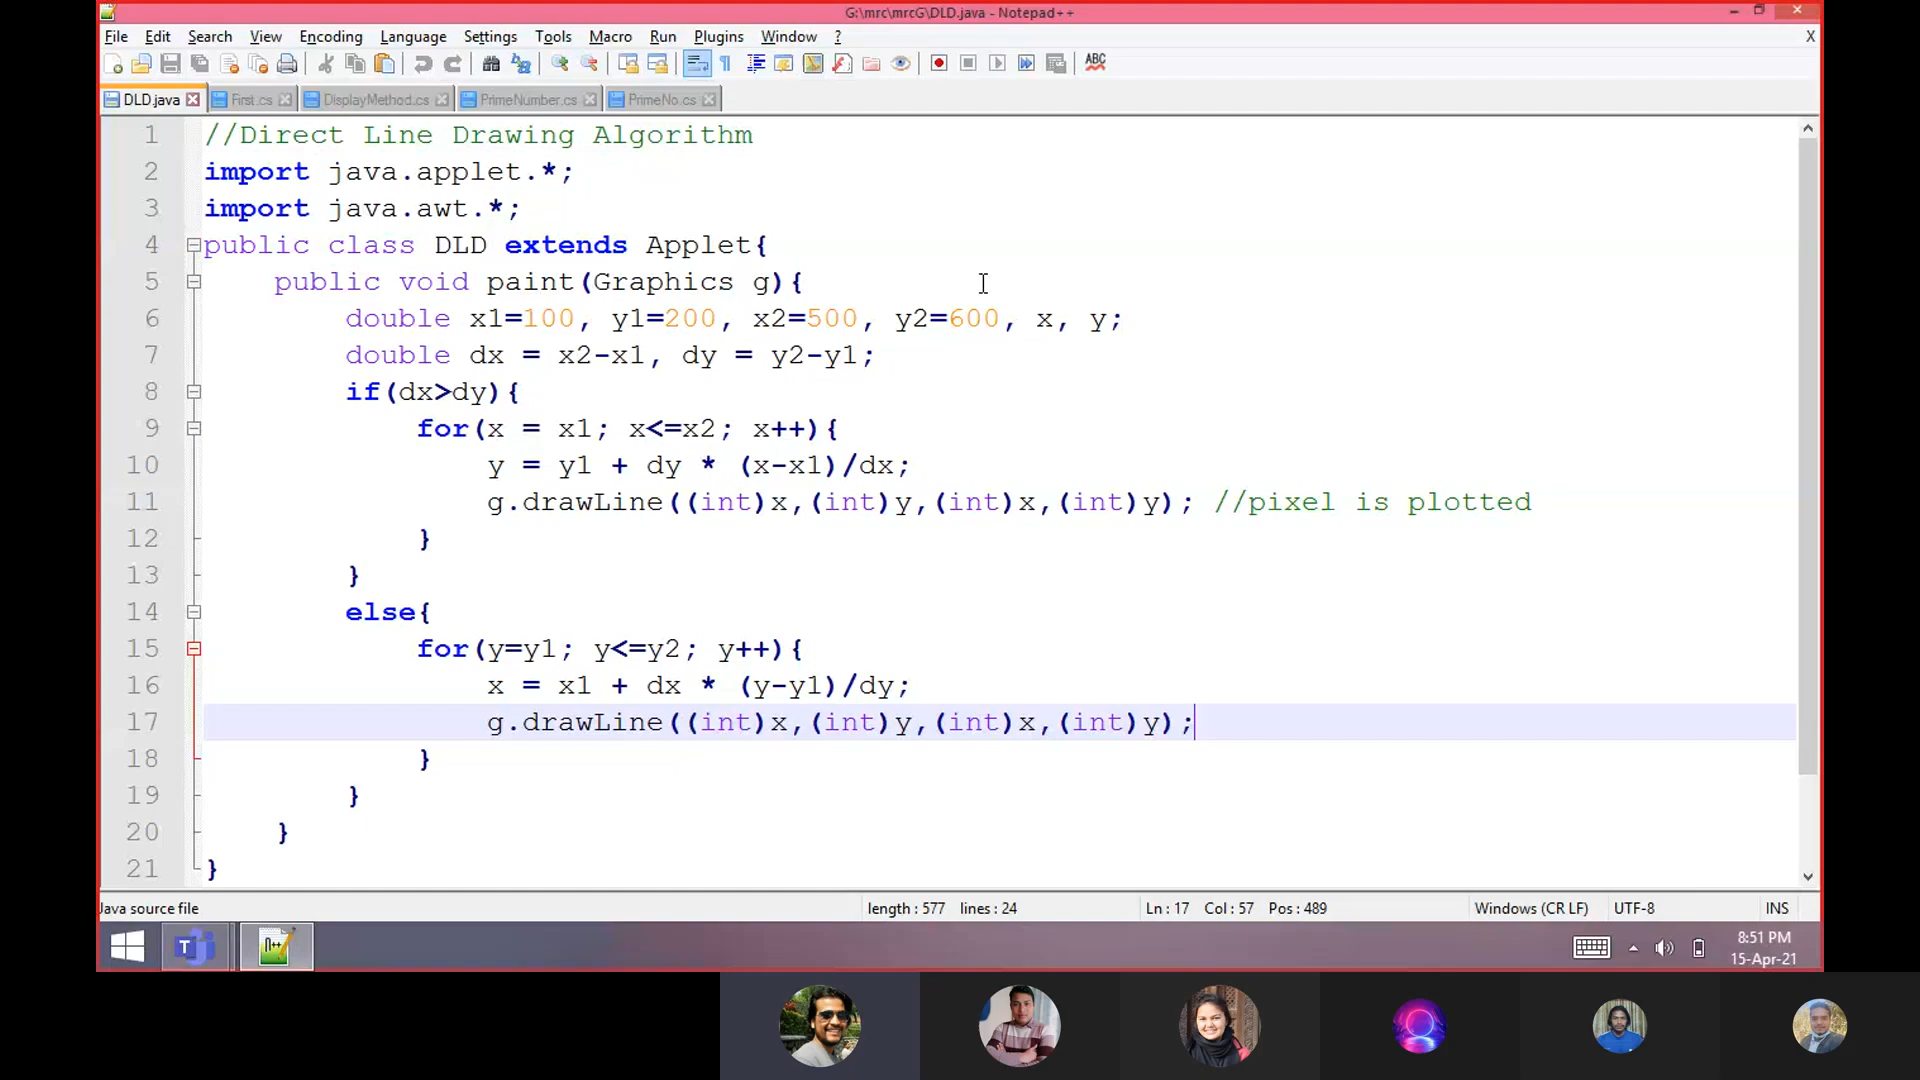 G:\mrc\mrcG\DLD.java - Notepad++
File Edit Search View Encoding Language Settings Tools Macro Run Plugins Window ? X
ABC
DLD.java First.cs DisplayMethod.cs PrimeNumber.cs PrimeNo.cs
1 //Direct Line Drawing Algorithm
2 import java.applet.*;
3 import java.awt.*;
4 public class DLD extends Applet{
5 public void paint(Graphics g){
6 double x1=100, y1=200, x2=500, y2=600, x, y;
7 double dx = x2-x1, dy = y2-y1;
8 if(dx>dy){
9 for(x = x1; x<=x2; x++){
10 y = y1 + dy * (x-x1)/dx;
11 g.drawLine((int)x,(int)y,(int)x,(int)y); //pixel is plotted
12 }
13 }
14 else{
15 for(y=y1; y<=y2; y++){
16 x = x1 + dx * (y-y1)/dy;
17 g.drawLine((int)x,(int)y,(int)x,(int)y);
18 }
19 }
20 }
21 }
Java source file length : 577 lines : 24 Ln : 17 Col : 57 Pos : 489 Windows (CR LF) UTF-8 INS
8:51 PM
15-Apr-21